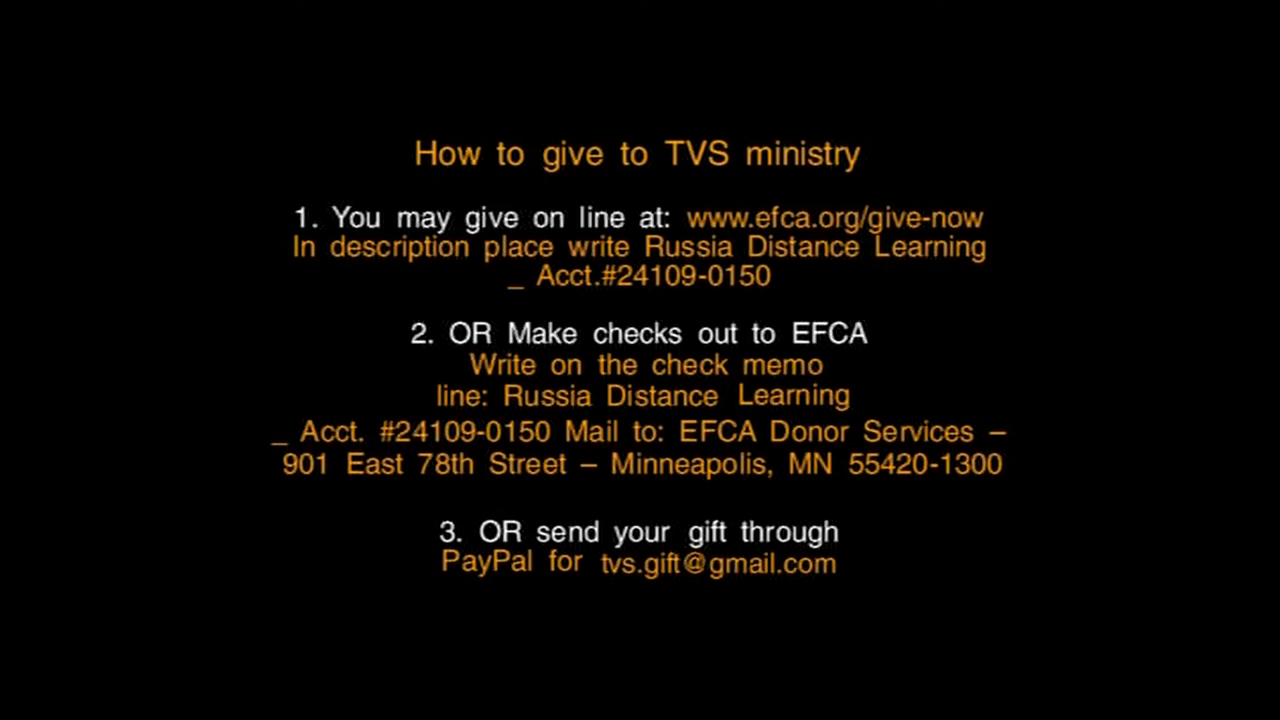 How to give to TVS ministry
1. You may give on line at: www.efca.org/give-now
In description place write Russia Distance Learning
_ Acct.#24109-0150
2. OR Make checks out to EFCA
Write on the check memo
line: Russia Distance Learning
_ Acct. #24109-0150 Mail to: EFCA Donor Services –
901 East 78th Street – Minneapolis, MN 55420-1300
3. OR send your gift through
PayPal for tvs.gift@gmail.com